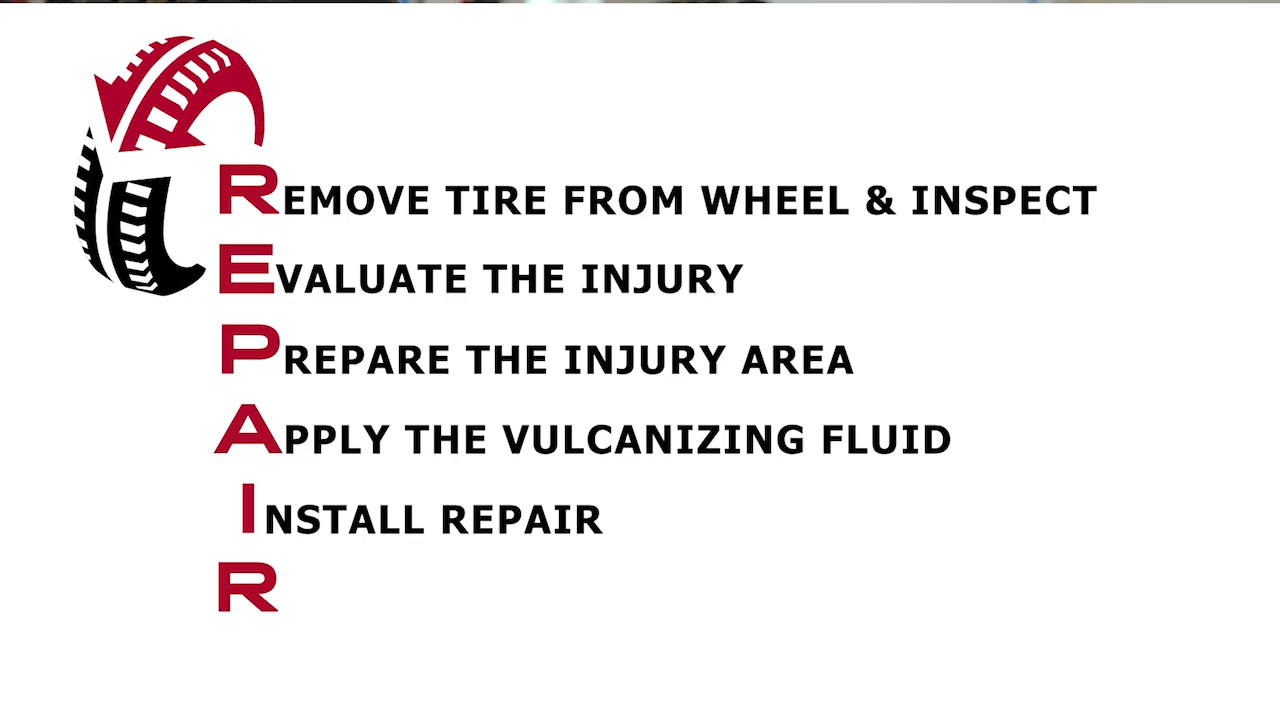 REMOVE TIRE FROM WHEEL & INSPECT
EVALUATE THE INJURY
PREPARE THE INJURY AREA
APPLY THE VULCANIZING FLUID
INSTALL REPAIR
R